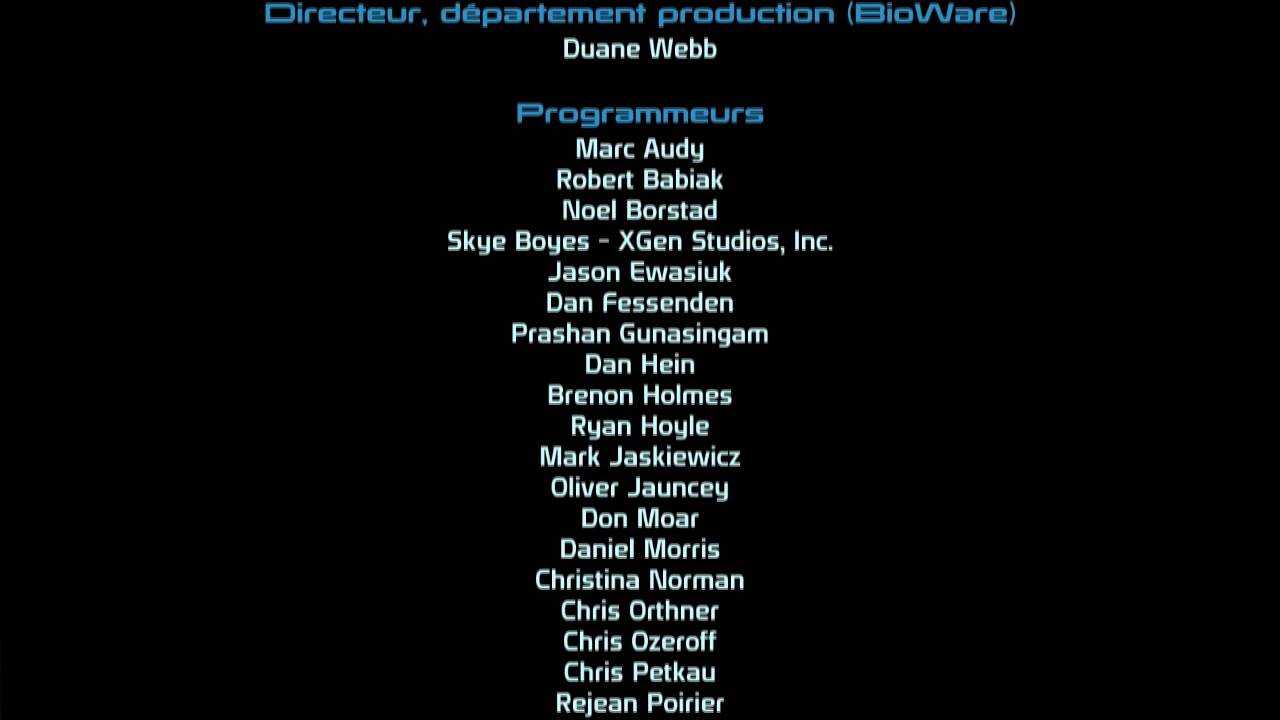 Directeur, département production (BioWare)
Duane Webb
Programmeurs
Marc Audy
Robert Babiak
Noel Borstad
Skye Boyes - XGen Studios, Inc.
Jason Ewasiuk
Dan Fessenden
Prashan Gunasingam
Dan Hein
Brenon Holmes
Ryan Hoyle
Mark Jaskiewicz
Oliver Jauncey
Don Moar
Daniel Morris
Christina Norman
Chris Orthner
Chris Ozeroff
Chris Petkau
Rejean Poirier